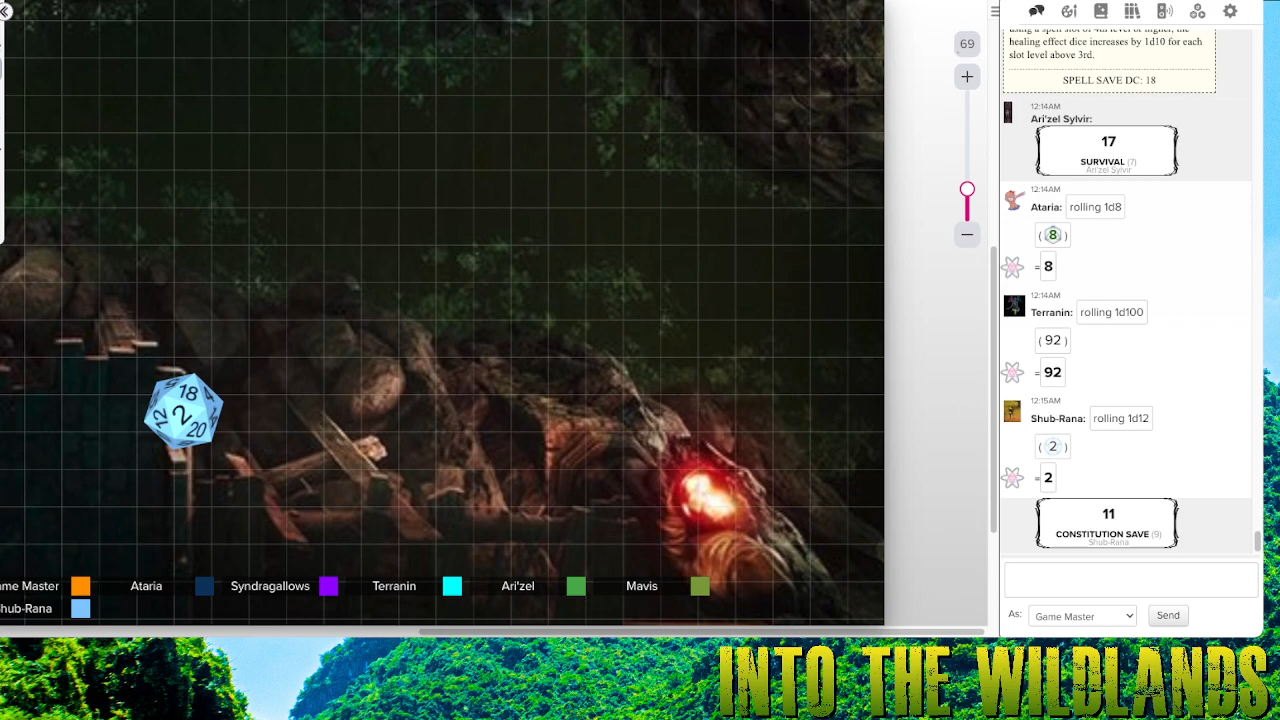 69
using a spell slot of 4th level or higher, the
healing effect dice increases by 1d10 for each
slot level above 3rd.
SPELL SAVE DC: 18
12:14AM
Ari'zel Sylvir:
17
SURVIVAL (7)
Ari'zel Sylvir
12:14AM
Ataria: rolling 1d8
(8)
=8
12:14AM
Terranin: rolling 1d100
(92)
=92
12:15AM
Shub-Rana: rolling 1d12
(2)
=2
11
CONSTITUTION SAVE (9)
Shub-Rana
18
12 2
20
ame Master Ataria Syndragallows Terranin Ari'zel Mavis
hub-Rana
As: Game Master Send
INTO THE WILDLANDS